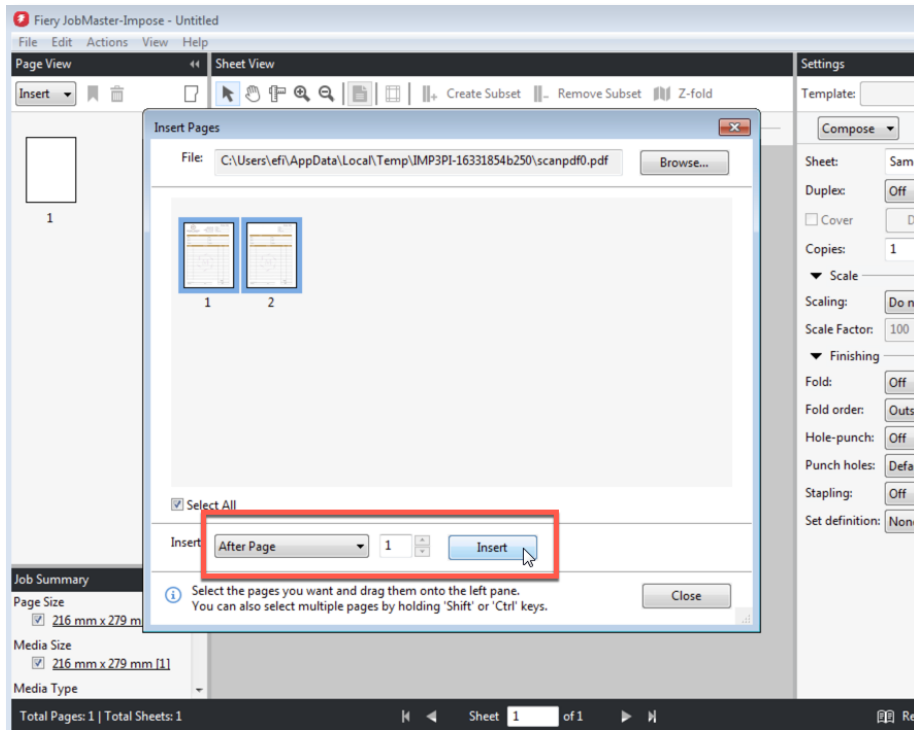 Fiery JobMaster-Impose - Untitled
File Edit Actions View Help
Page View
Sheet View
Settings
Insert
Create Subset
Remove Subset
Z-fold
Template:
Insert Pages
Compose
File: C:\Users\efi\AppData\Local\Temp\IMP3PI-16331854b250\scanpdf0.pdf Browse...
Sheet: Sam
Duplex: Off
1
Cover D
Copies: 1
1 2
Scale
Scaling: Do n
Scale Factor: 100
Finishing
Fold: Off
Fold order: Outs
Hole-punch: Off
Punch holes: Defa
Stapling: Off
Select All
Set definition: Non
Insert After Page 1 Insert
Select the pages you want and drag them onto the left pane.
You can also select multiple pages by holding 'Shift' or 'Ctrl' keys.
Close
Job Summary
Page Size
216 mm x 279 m
Media Size
216 mm x 279 mm [1]
Media Type
Total Pages: 1 | Total Sheets: 1
Sheet 1 of 1
Re